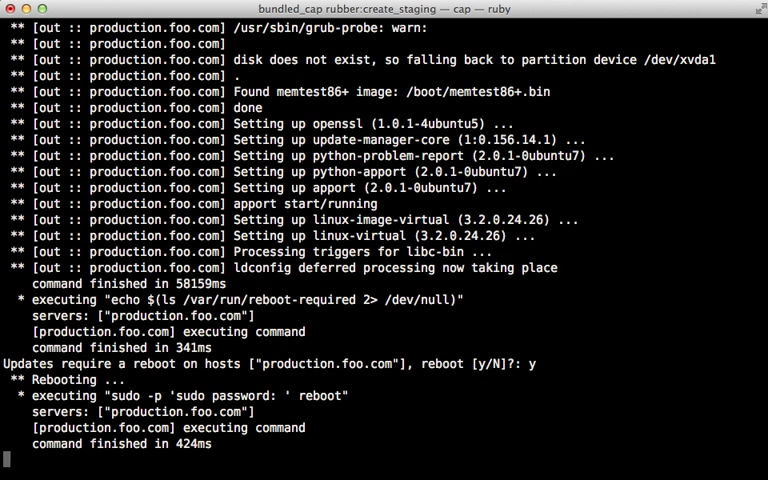 bundled_cap rubber:create_staging — cap — ruby
** [out :: production.foo.com] /usr/sbin/grub-probe: warn:
** [out :: production.foo.com]
** [out :: production.foo.com] disk does not exist, so falling back to partition device /dev/xvda1
** [out :: production.foo.com] .
** [out :: production.foo.com] Found memtest86+ image: /boot/memtest86+.bin
** [out :: production.foo.com] done
** [out :: production.foo.com] Setting up openssl (1.0.1-4ubuntu5) ...
** [out :: production.foo.com] Setting up update-manager-core (1:0.156.14.1) ...
** [out :: production.foo.com] Setting up python-problem-report (2.0.1-0ubuntu7) ...
** [out :: production.foo.com] Setting up python-apport (2.0.1-0ubuntu7) ...
** [out :: production.foo.com] Setting up apport (2.0.1-0ubuntu7) ...
** [out :: production.foo.com] apport start/running
** [out :: production.foo.com] Setting up linux-image-virtual (3.2.0.24.26) ...
** [out :: production.foo.com] Setting up linux-virtual (3.2.0.24.26) ...
** [out :: production.foo.com] Processing triggers for libc-bin ...
** [out :: production.foo.com] ldconfig deferred processing now taking place
command finished in 58159ms
* executing "echo $(ls /var/run/reboot-required 2> /dev/null)"
servers: ["production.foo.com"]
[production.foo.com] executing command
command finished in 341ms
Updates require a reboot on hosts ["production.foo.com"], reboot [y/N]?: y
** Rebooting ...
* executing "sudo -p 'sudo password: ' reboot"
servers: ["production.foo.com"]
[production.foo.com] executing command
command finished in 424ms